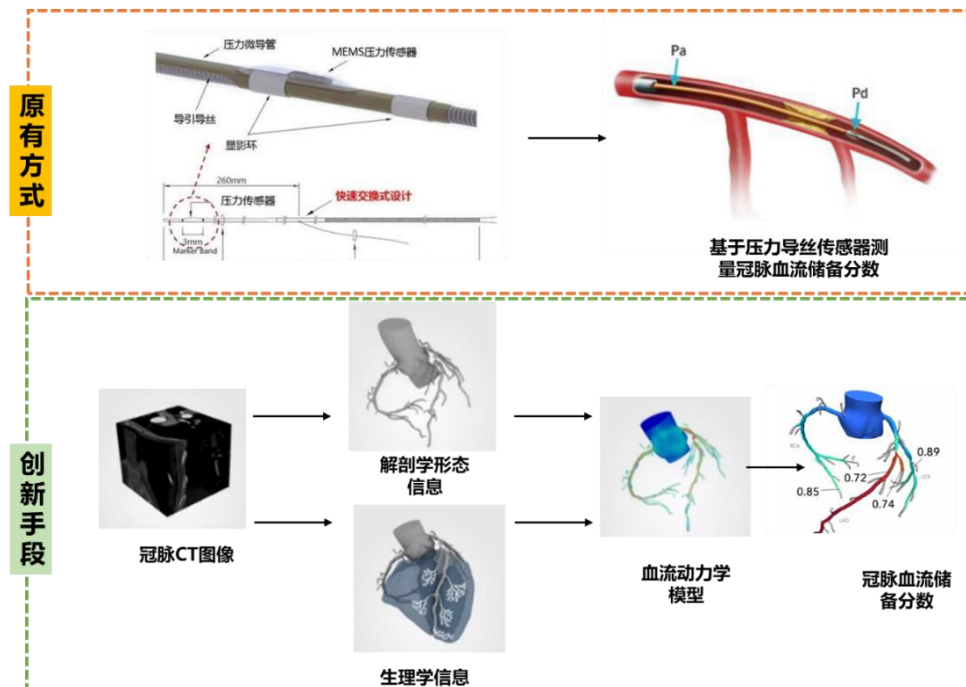 原有方式
压力微导管
MEMS压力传感器
导引导丝
显影环
260mm
压力传感器
快速交换式设计
3mm
Marker Band
Pa
Pd
基于压力导丝传感器测
量冠脉血流储备分数
创新手段
冠脉CT图像
解剖学形态
信息
生理学信息
血流动力学
模型
RCA
0.89
0.72
LCX
0.85
0.74
LAD
冠脉血流储
备分数